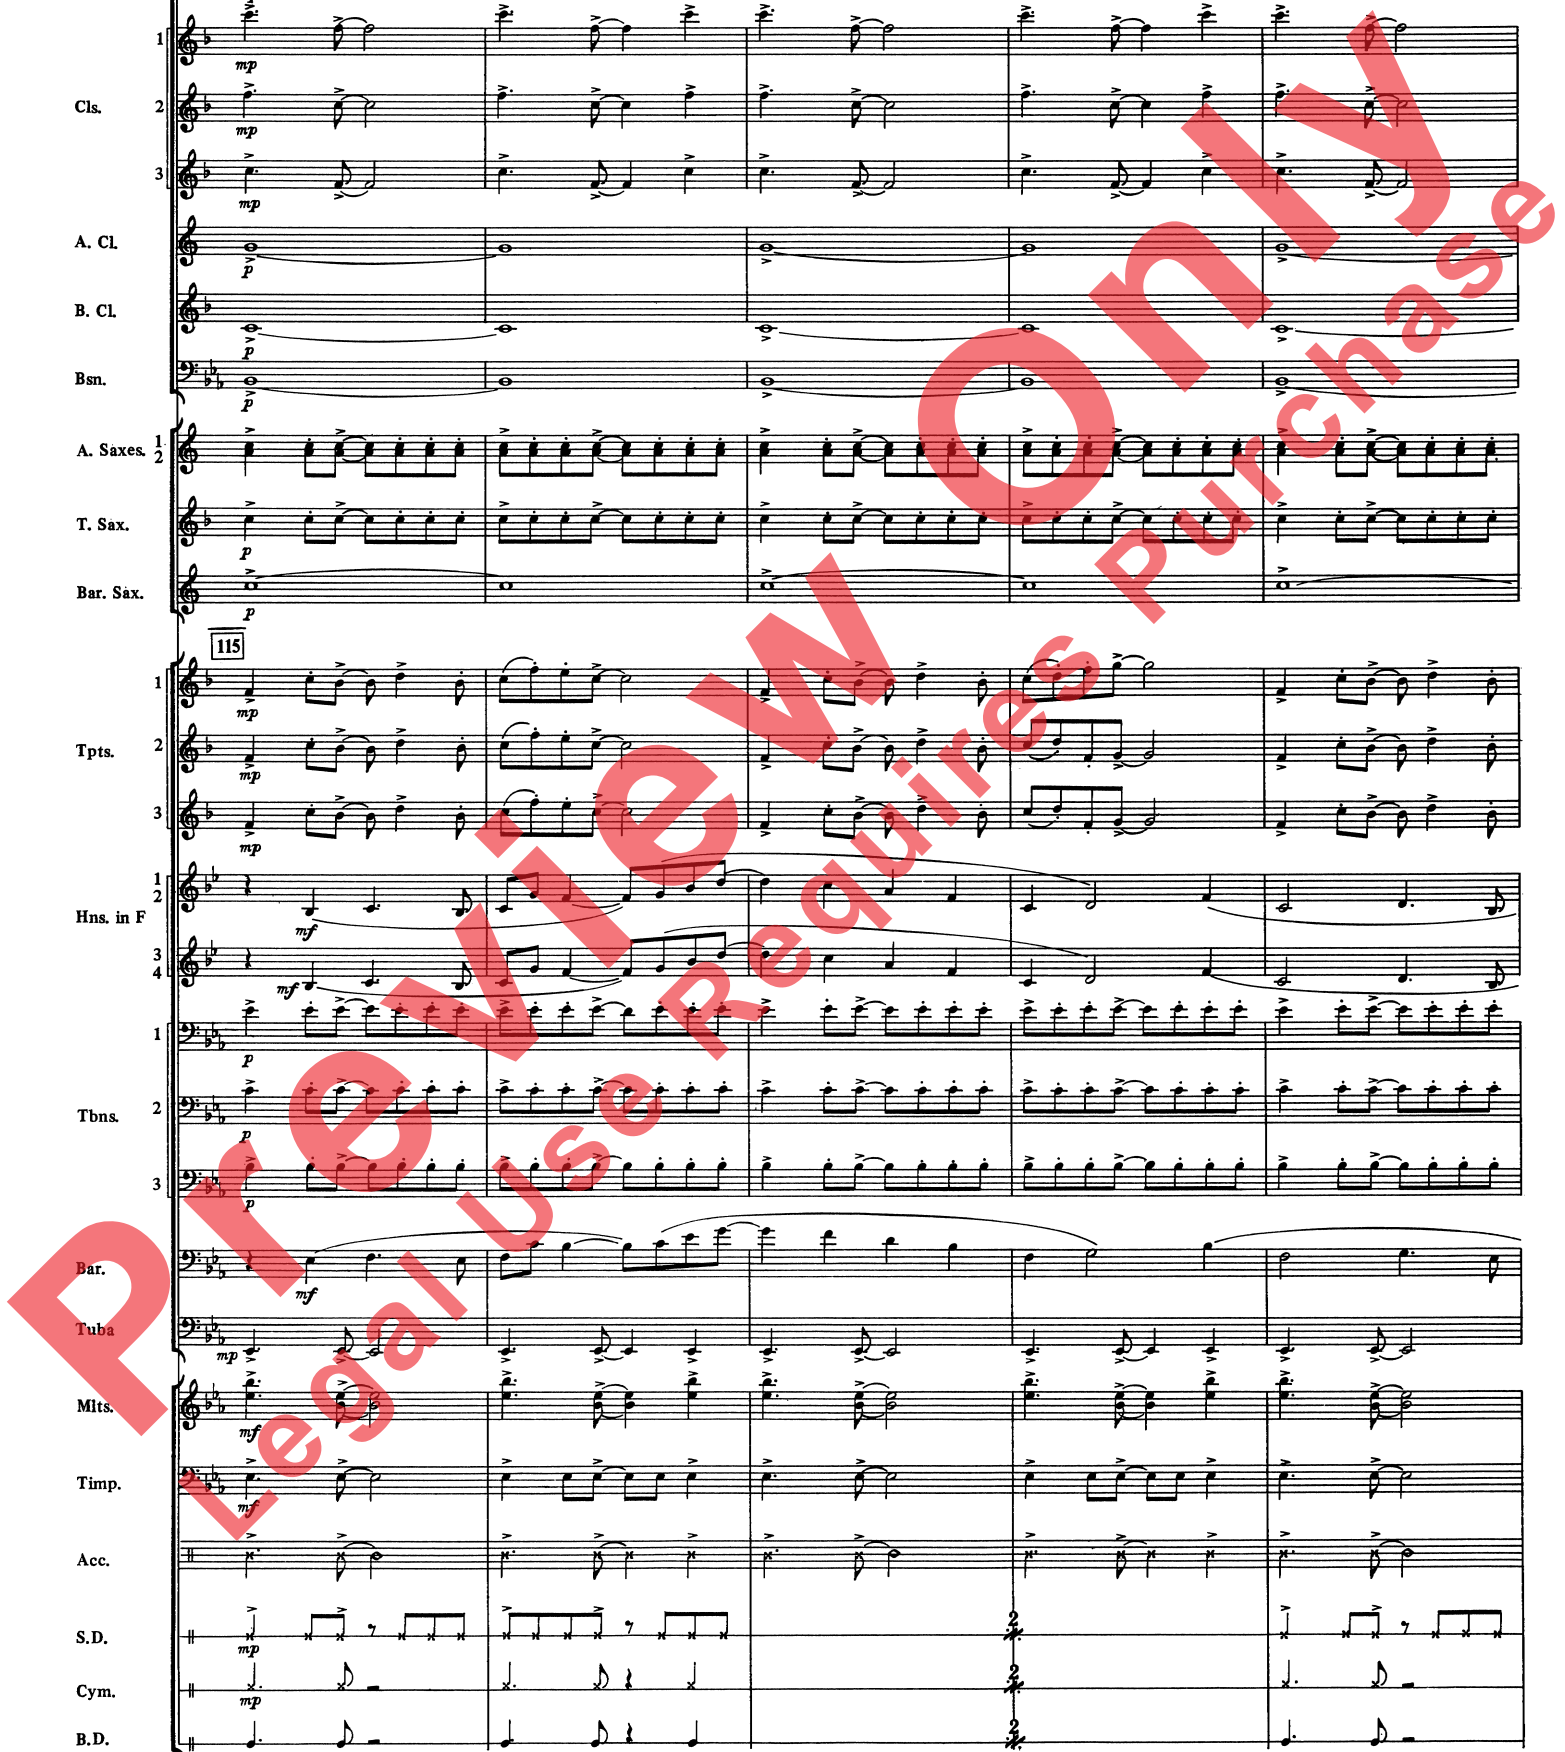 1
mp
Cls. 2
mp
3
mp
A. Cl.
p
B. Cl.
p
Bsn.
p
A. Saxes. 1
2
T. Sax.
p
Bar. Sax.
p
115
1
mp
Tpts. 2
mp
3
mp
1
2
Hns. in F
mf
3
4
mf
1
p
Tbns. 2
p
3
p
Bar.
mf
Tuba
mp
Mlts.
mf
Timp.
mf
Acc.
2
S.D.
mp
2
Cym.
mp
2
B.D.
Preview Only
Legal Use Requires Purchase